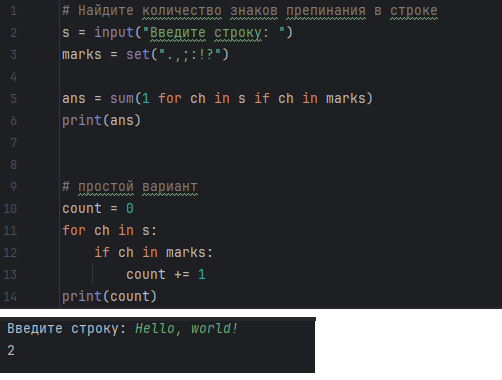 1 # Найдите количество знаков препинания в строке
2 s = input("Введите строку: ")
3 marks = set(".,;:!?")
4
5 ans = sum(1 for ch in s if ch in marks)
6 print(ans)
7
8
9 # простой вариант
10 count = 0
11 for ch in s:
12     if ch in marks:
13         count += 1
14 print(count)
Введите строку: Hello, world!
2